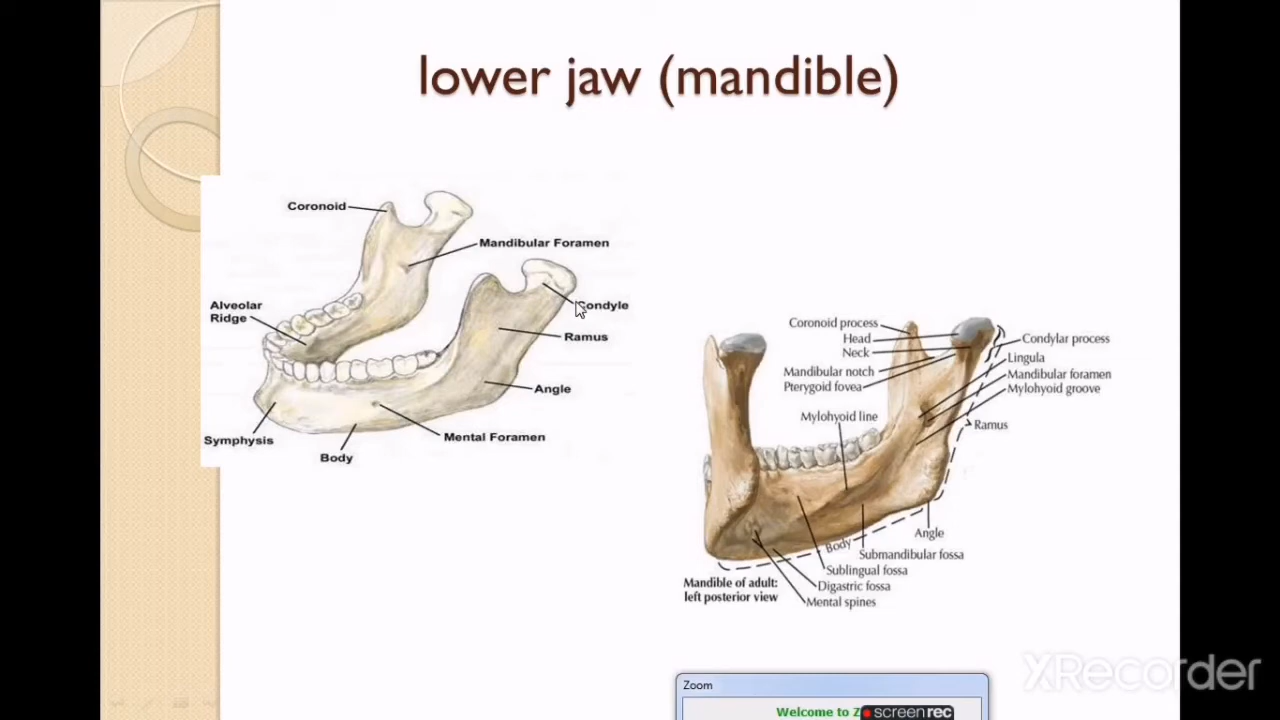 lower jaw (mandible)
Coronoid
Mandibular Foramen
Alveolar
Ridge
Condyle
Ramus
Angle
Symphysis
Mental Foramen
Body
Coronoid process
Head
Neck
Mandibular notch
Pterygoid fovea
Mylohyoid line
Condylar process
Lingula
Mandibular foramen
Mylohyoid groove
Ramus
Angle
Body
Submandibular fossa
Sublingual fossa
Digastric fossa
Mental spines
Mandible of adult:
left posterior view
XRecorder
Zoom
Welcome to Z
screenrec